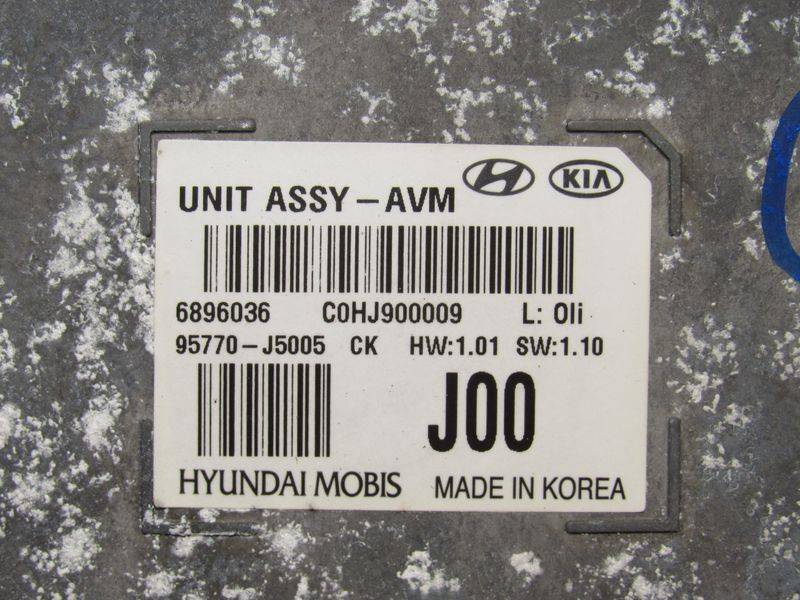 UNIT ASSY-AVM KIA
6896036 C0HJ900009 L: Oli
95770-J5005 CK HW:1.01 SW:1.10
J00
HYUNDAI MOBIS MADE IN KOREA